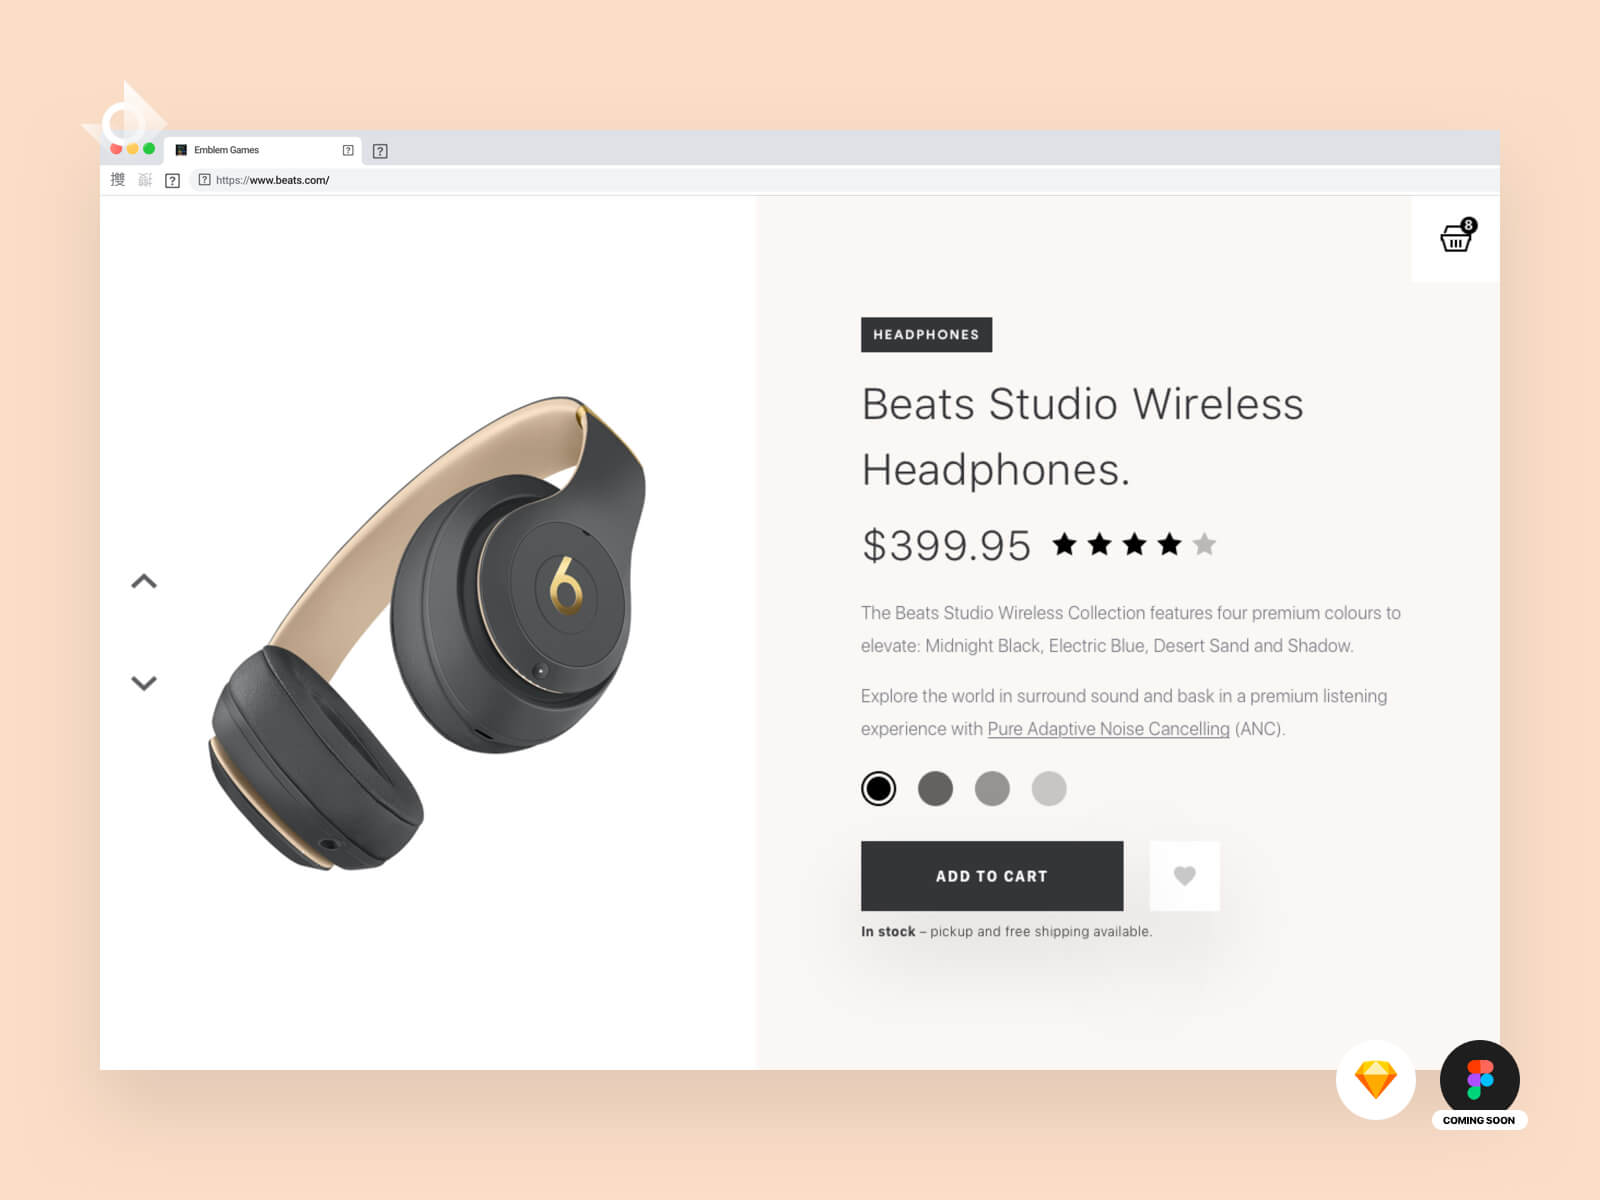 Emblem Games
https://www.beats.com/
8
HEADPHONES
Beats Studio Wireless
Headphones.
$399.95
The Beats Studio Wireless Collection features four premium colours to
elevate: Midnight Black, Electric Blue, Desert Sand and Shadow.
Explore the world in surround sound and bask in a premium listening
experience with Pure Adaptive Noise Cancelling (ANC).
ADD TO CART
In stock – pickup and free shipping available.
COMING SOON